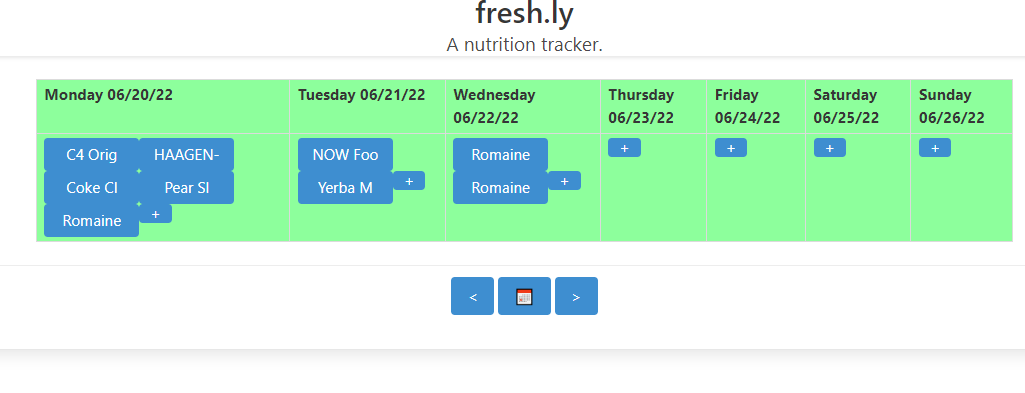 fresh.ly
A nutrition tracker.
Monday 06/20/22
Tuesday 06/21/22
Wednesday
06/22/22
Thursday
06/23/22
Friday
06/24/22
Saturday
06/25/22
Sunday
06/26/22
C4 Orig HAAGEN-
Coke Cl Pear Sl
Romaine +
NOW Foo
Yerba M +
Romaine
Romaine +
+
+
+
+
< >